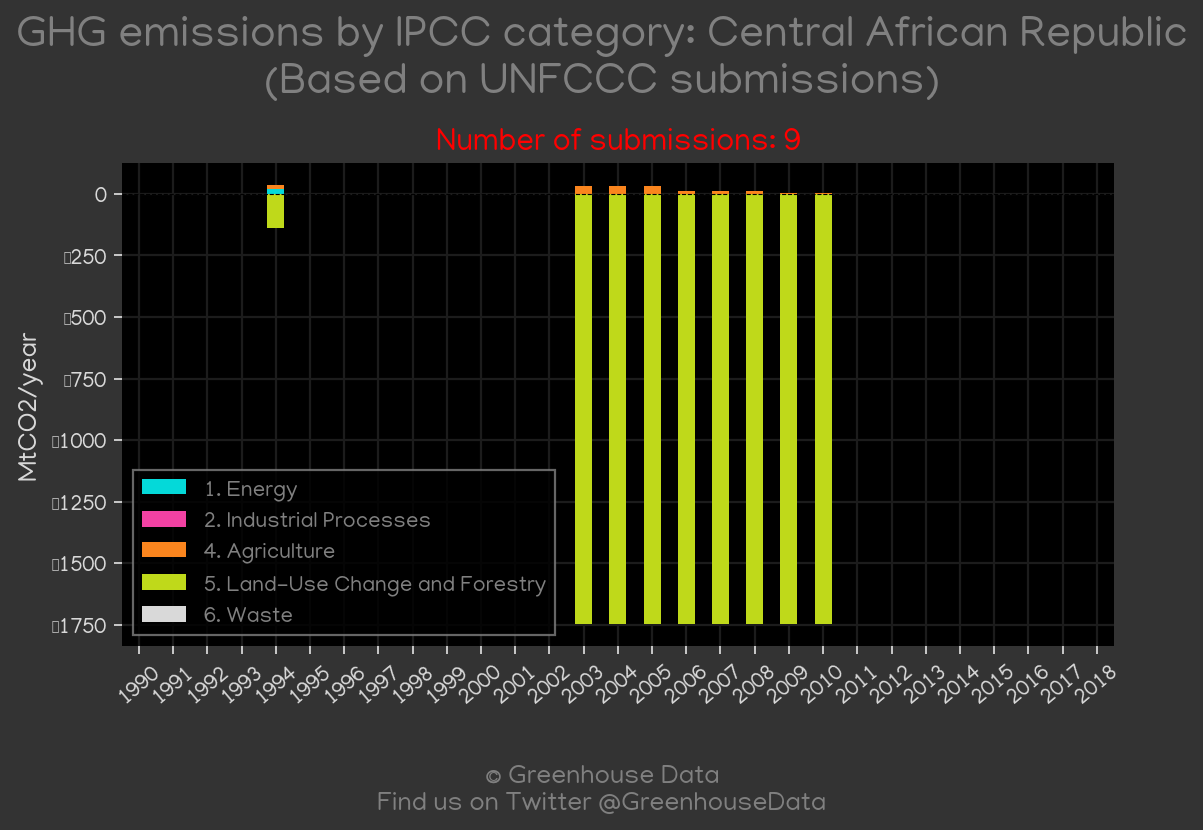 GHG emissions by IPCC category: Central African Republic
(Based on UNFCCC submissions)
Number of submissions: 9
0
▯250
▯500
▯750
▯1000
▯1250
▯1500
▯1750
MtCO2/year
1. Energy
2. Industrial Processes
4. Agriculture
5. Land-Use Change and Forestry
6. Waste
1990 1991 1992 1993 1994 1995 1996 1997 1998 1999 2000 2001 2002 2003 2004 2005 2006 2007 2008 2009 2010 2011 2012 2013 2014 2015 2016 2017 2018
© Greenhouse Data
Find us on Twitter @GreenhouseData